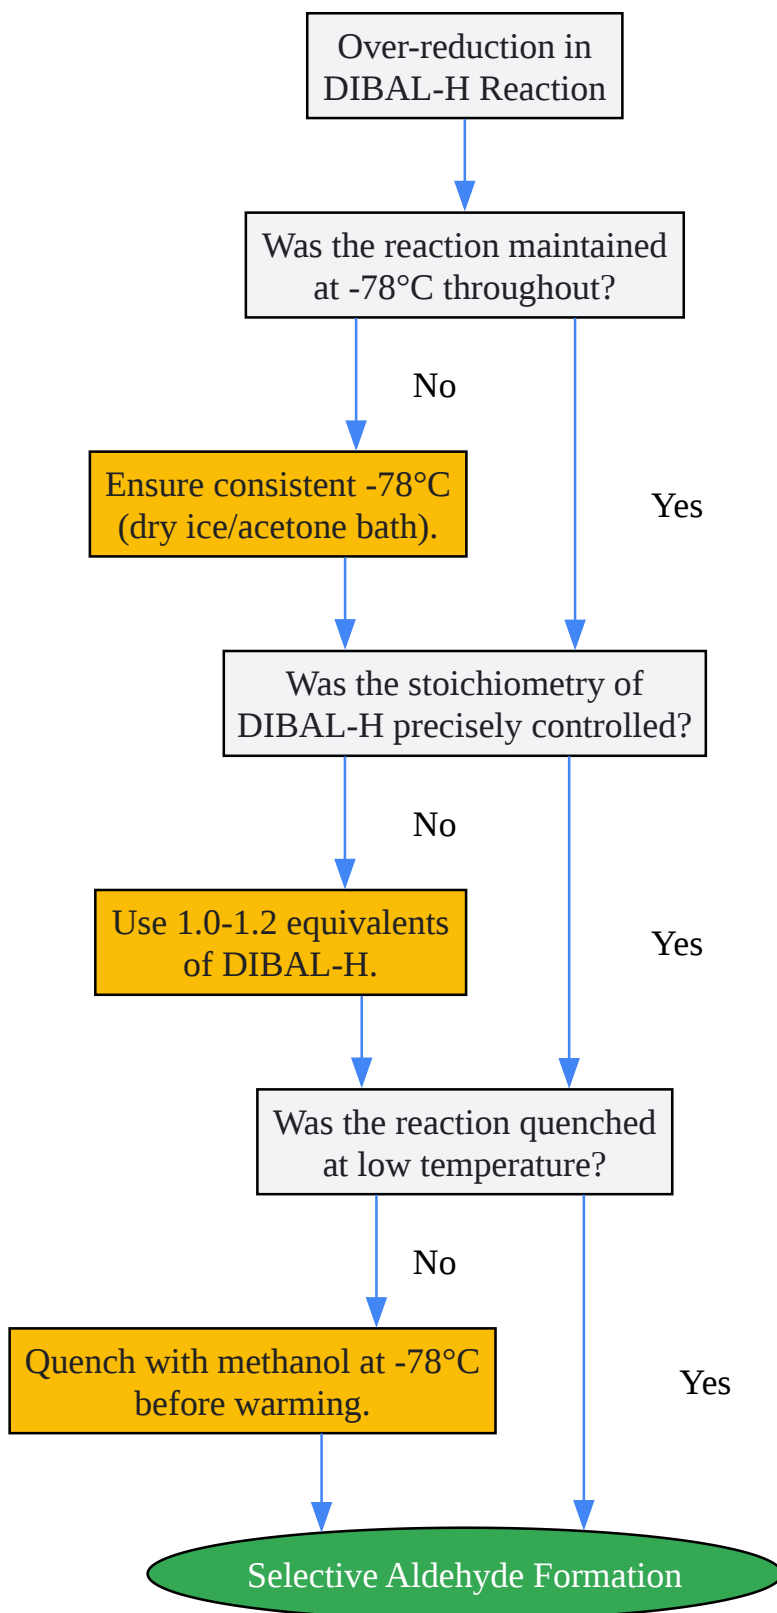 Over-reduction in
DIBAL-H Reaction
Was the reaction maintained
at -78°C throughout?
No
Ensure consistent -78°C
(dry ice/acetone bath).
Yes
Was the stoichiometry of
DIBAL-H precisely controlled?
No
Use 1.0-1.2 equivalents
of DIBAL-H.
Yes
Was the reaction quenched
at low temperature?
No
Quench with methanol at -78°C
before warming.
Yes
Selective Aldehyde Formation